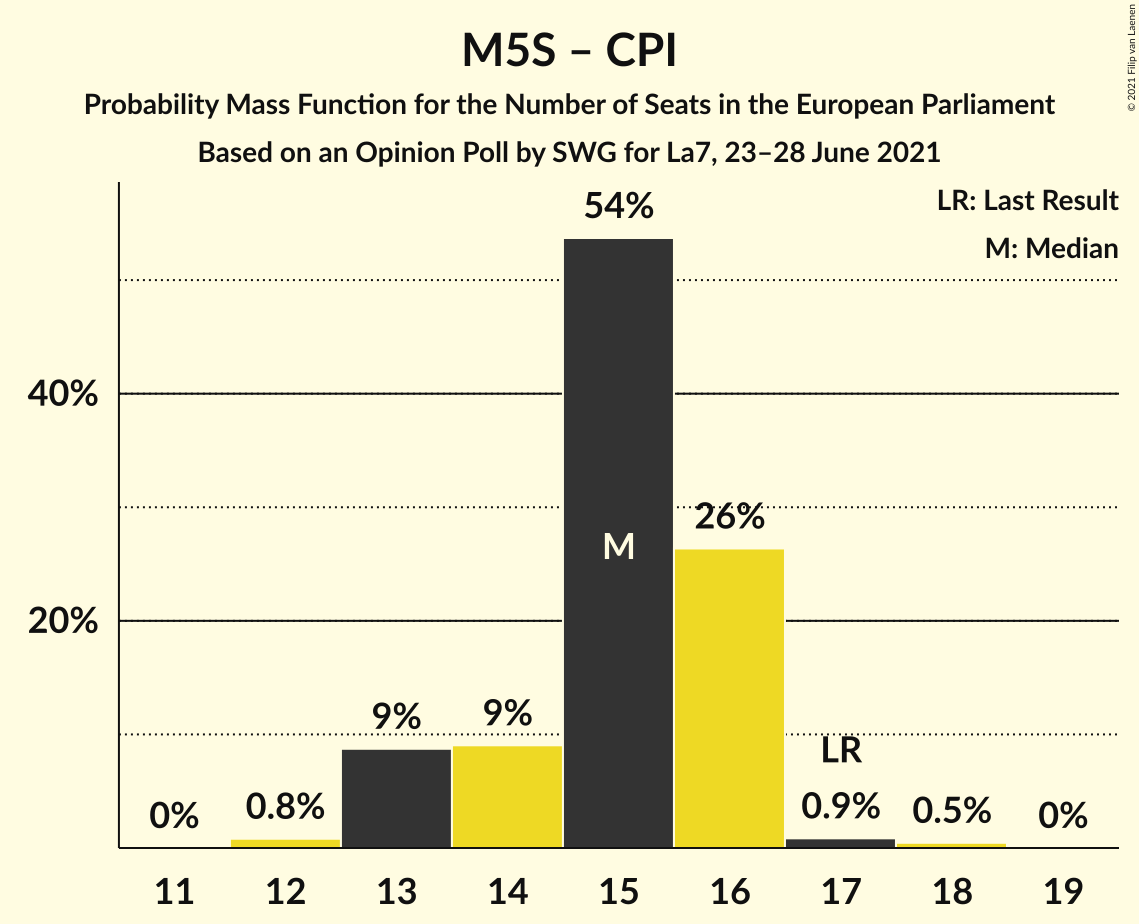 M5S – CPI
Probability Mass Function for the Number of Seats in the European Parliament
Based on an Opinion Poll by SWG for La7, 23–28 June 2021
© 2021 Filip van Laenen
LR: Last Result
M: Median
54%
40%
26%
M
20%
9%
9%
LR
0%
0.8%
0.9%
0.5%
0%
11 12 13 14 15 16 17 18 19